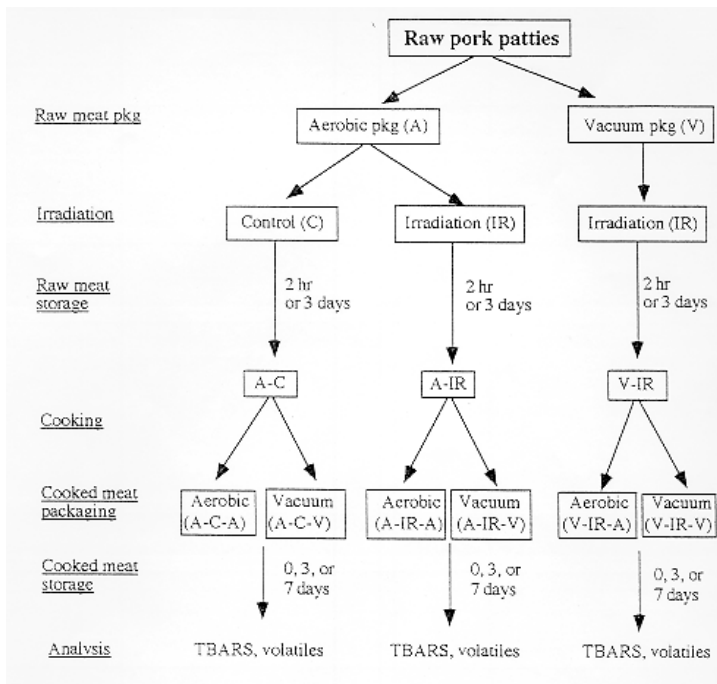 Raw pork patties
Raw meat pkg
Aerobic pkg (A)
Vacuum pkg (V)
Irradiation
Control (C)
Irradiation (IR)
Irradiation (IR)
Raw meat
storage
2 hr
or 3 days
2 hr
or 3 days
2 hr
or 3 days
A-C
A-IR
V-IR
Cooking
Cooked meat
packaging
Aerobic
(A-C-A)
Vacuum
(A-C-V)
Aerobic
(A-IR-A)
Vacuum
(A-IR-V)
Aerobic
(V-IR-A)
Vacuum
(V-IR-V)
Cooked meat
storage
0, 3, or
7 days
0, 3, or
7 days
0, 3, or
7 days
Analysis
TBARS, volatiles
TBARS, volatiles
TBARS, volatiles